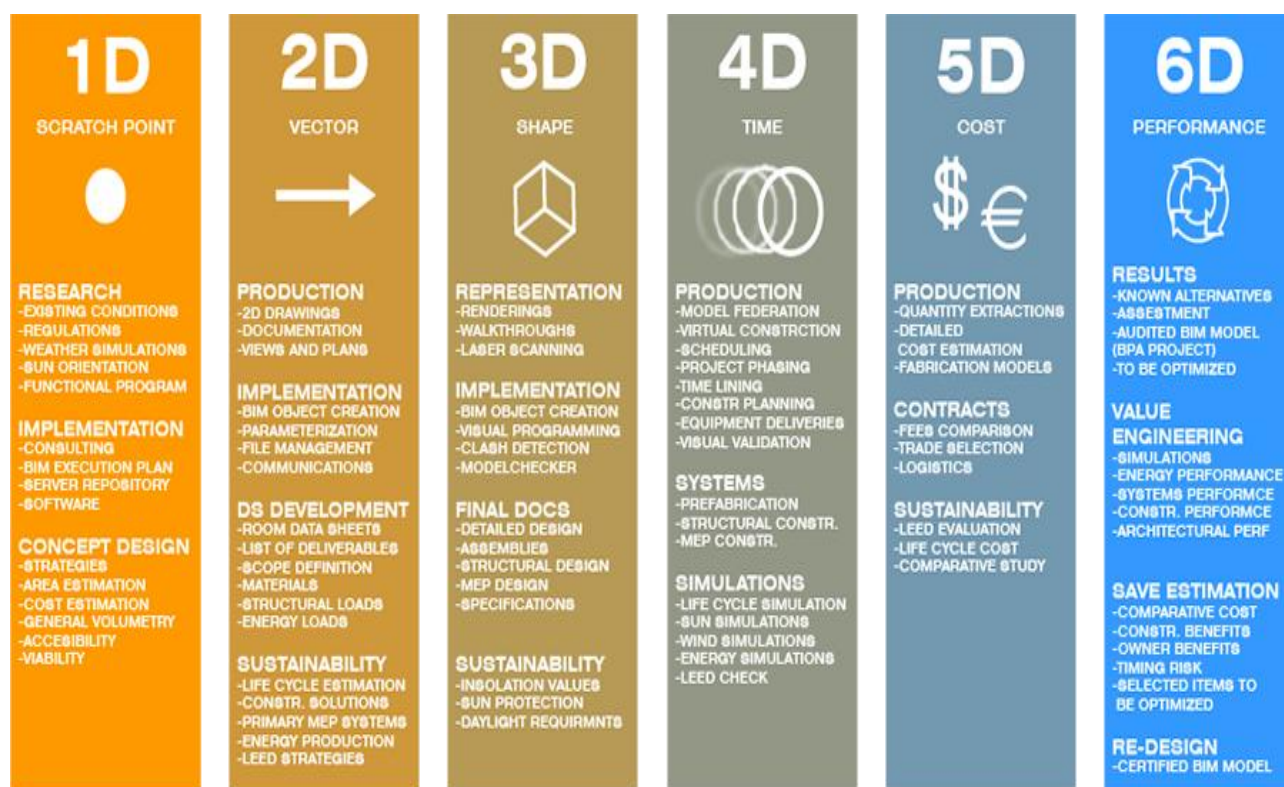 1D
SCRATCH POINT
RESEARCH
-EXISTING CONDITIONS
-REGULATIONS
-WEATHER SIMULATIONS
-SUN ORIENTATION
-FUNCTIONAL PROGRAM
IMPLEMENTATION
-CONSULTING
-BIM EXECUTION PLAN
-SERVER REPOSITORY
-SOFTWARE
CONCEPT DESIGN
-STRATEGIES
-AREA ESTIMATION
-COST ESTIMATION
-GENERAL VOLUMETRY
-ACCESIBILITY
-VIABILITY
2D
VECTOR
PRODUCTION
-2D DRAWINGS
-DOCUMENTATION
-VIEWS AND PLANS
IMPLEMENTATION
-BIM OBJECT CREATION
-PARAMETERIZATION
-FILE MANAGEMENT
-COMMUNICATIONS
DS DEVELOPMENT
-ROOM DATA SHEETS
-LIST OF DELIVERABLES
-SCOPE DEFINITION
-MATERIALS
-STRUCTURAL LOADS
-ENERGY LOADS
SUSTAINABILITY
-LIFE CYCLE ESTIMATION
-CONSTR. SOLUTIONS
-PRIMARY MEP SYSTEMS
-ENERGY PRODUCTION
-LEED STRATEGIES
3D
SHAPE
REPRESENTATION
-RENDERINGS
-WALKTHROUGHS
-LASER SCANNING
IMPLEMENTATION
-BIM OBJECT CREATION
-VISUAL PROGRAMMING
-CLASH DETECTION
-MODELCHECKER
FINAL DOCS
-DETAILED DESIGN
-ASSEMBLIES
-STRUCTURAL DESIGN
-MEP DESIGN
-SPECIFICATIONS
SUSTAINABILITY
-INSOLATION VALUES
-SUN PROTECTION
-DAYLIGHT REQUIRMNTS
4D
TIME
PRODUCTION
-MODEL FEDERATION
-VIRTUAL CONSTRCTION
-SCHEDULING
-PROJECT PHASING
-TIME LINING
-CONSTR PLANNING
-EQUIPMENT DELIVERIES
-VISUAL VALIDATION
SYSTEMS
-PREFABRICATION
-STRUCTURAL CONSTR.
-MEP CONSTR.
SIMULATIONS
-LIFE CYCLE SIMULATION
-SUN SIMULATIONS
-WIND SIMULATIONS
-ENERGY SIMULATIONS
-LEED CHECK
5D
COST
$ €
PRODUCTION
-QUANTITY EXTRACTIONS
-DETAILED
COST ESTIMATION
-FABRICATION MODELS
CONTRACTS
-FEES COMPARISON
-TRADE SELECTION
-LOGISTICS
SUSTAINABILITY
-LEED EVALUATION
-LIFE CYCLE COST
-COMPARATIVE STUDY
6D
PERFORMANCE
RESULTS
-KNOWN ALTERNATIVES
-ASSESTMENT
-AUDITED BIM MODEL
(BPA PROJECT)
-TO BE OPTIMIZED
VALUE
ENGINEERING
-SIMULATIONS
-ENERGY PERFORMANCE
-SYSTEMS PERFORMCE
-CONSTR. PERFORMCE
-ARCHITECTURAL PERF
SAVE ESTIMATION
-COMPARATIVE COST
-CONSTR. BENEFITS
-OWNER BENEFITS
-TIMING RISK
-SELECTED ITEMS TO
BE OPTIMIZED
RE-DESIGN
-CERTIFIED BIM MODEL